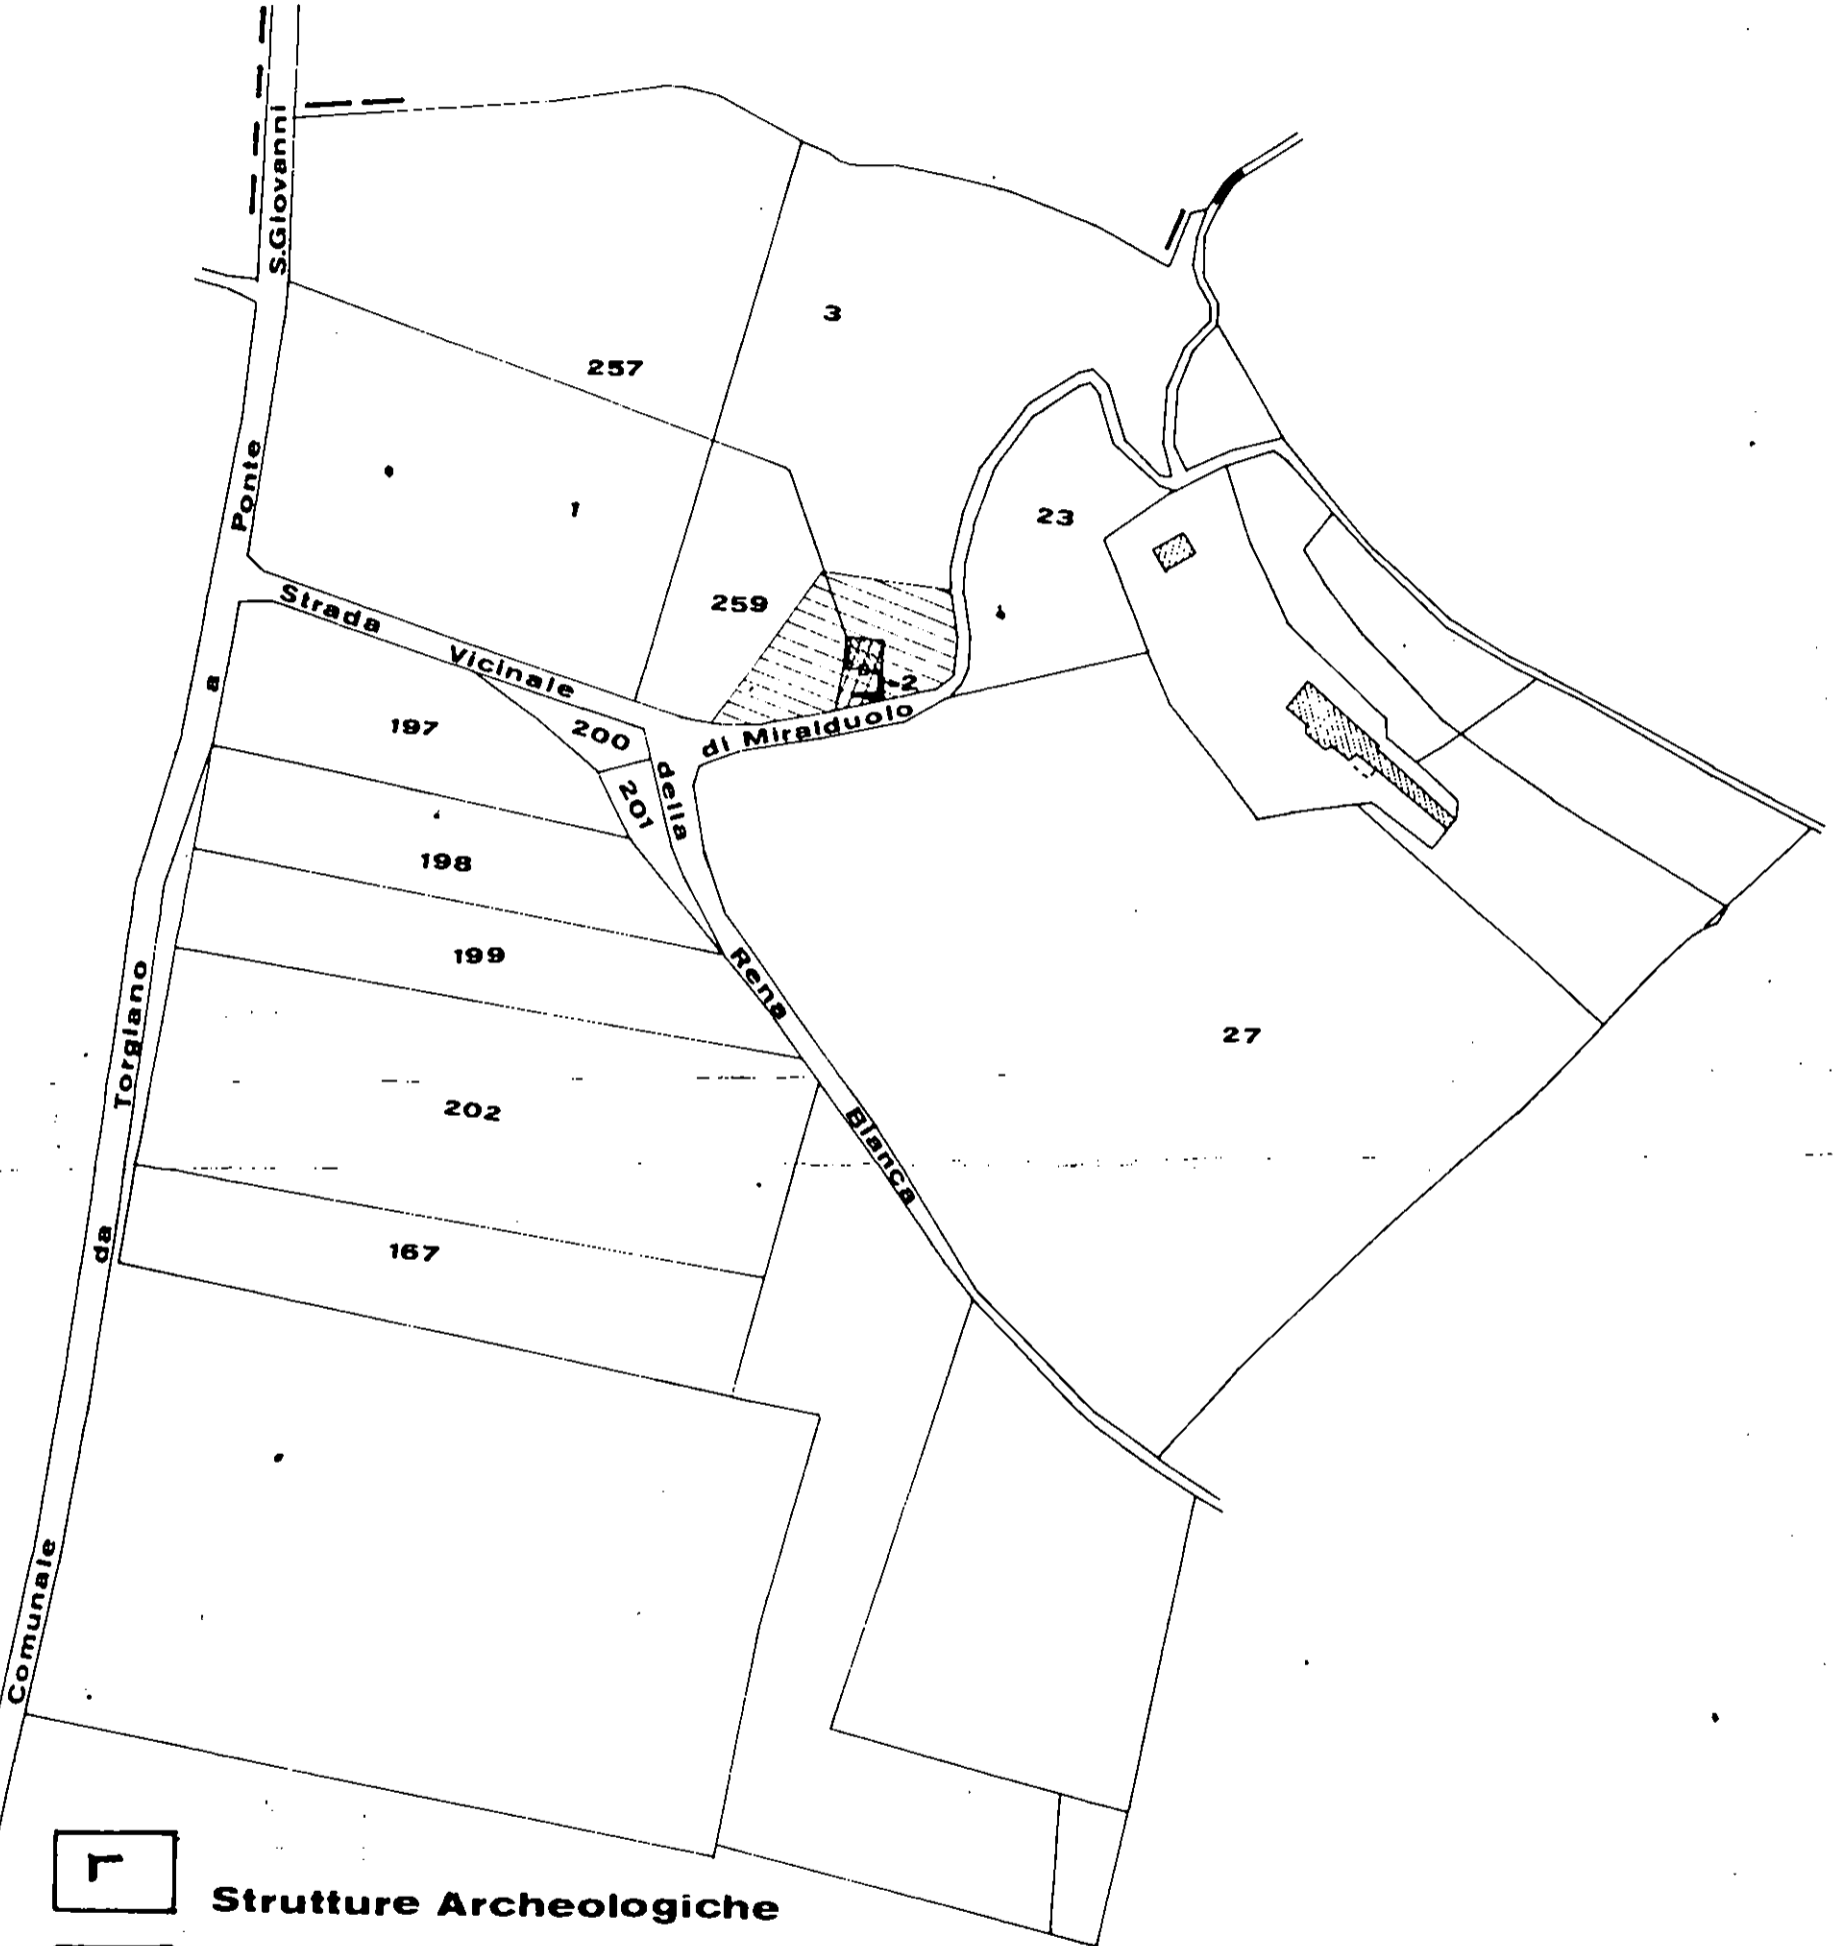 S.Giovanni
3
257
Ponte
1
23
259
Strada
Vicinale
2
a
197
200
di Miralduolo
della
201
198
Rena
199
Torgiano
27
202
Bianca
da
167
Comunale
Strutture Archeologiche